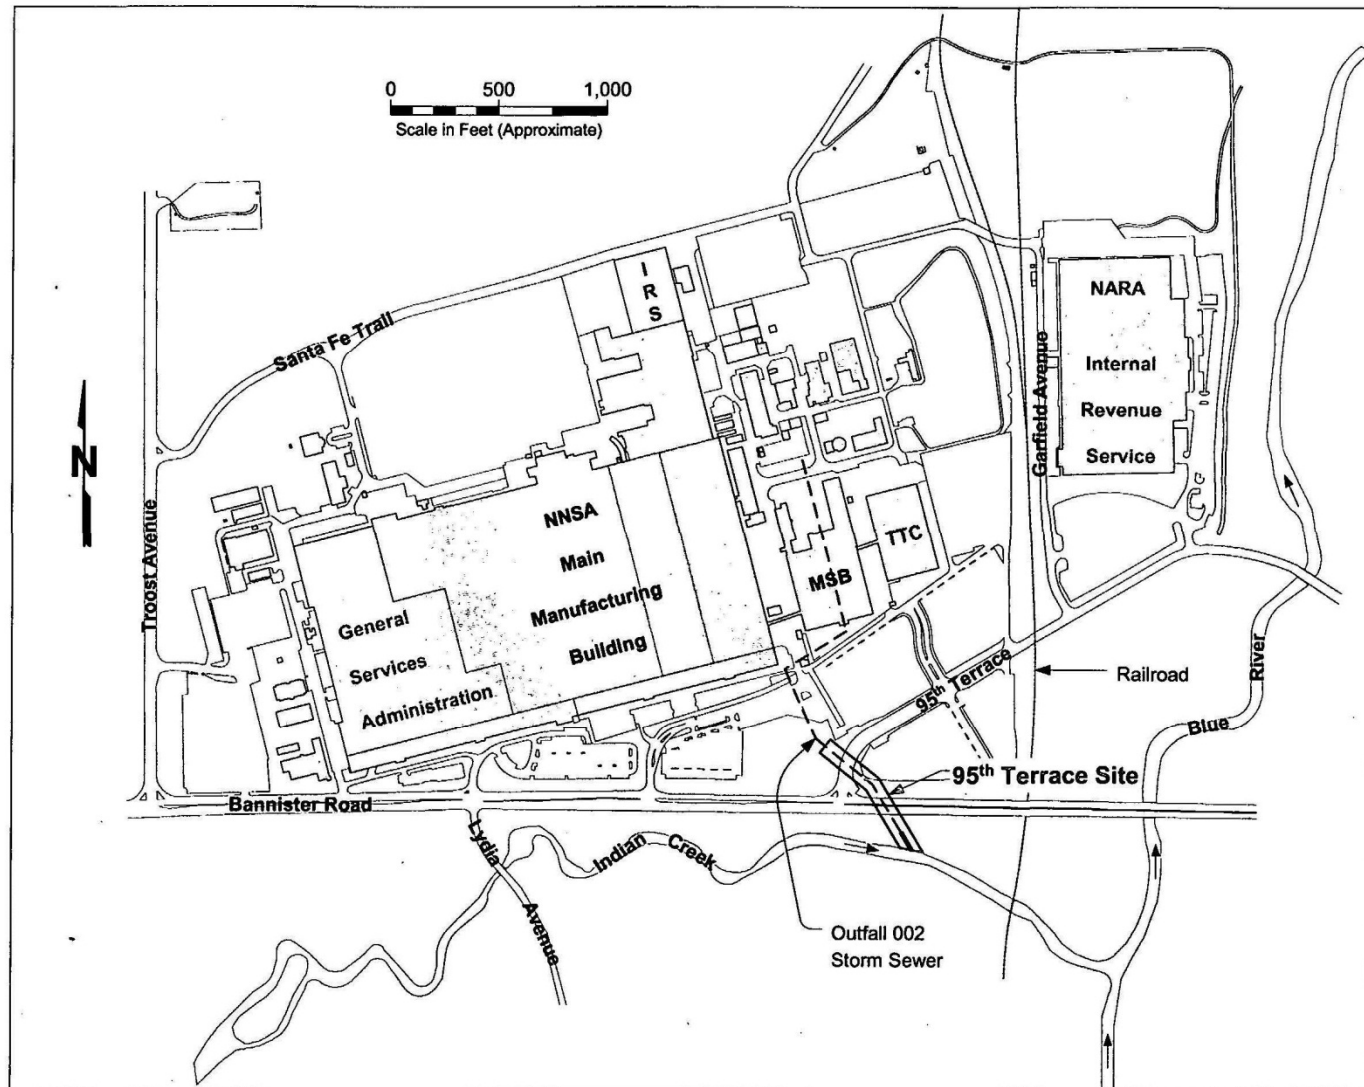 0 500 1,000
Scale in Feet (Approximate)
I
R
S
NARA
Internal
Revenue
Service
Santa Fe Trail
Garfield Avenue
N
Troost Avenue
NNSA
Main
Manufacturing
Building
TTC
MSB
General
Services
Administration
95th Terrace
Railroad
River
Blue
95th Terrace Site
Bannister Road
Lydia
Avenue
Indian Creek
Outfall 002
Storm Sewer